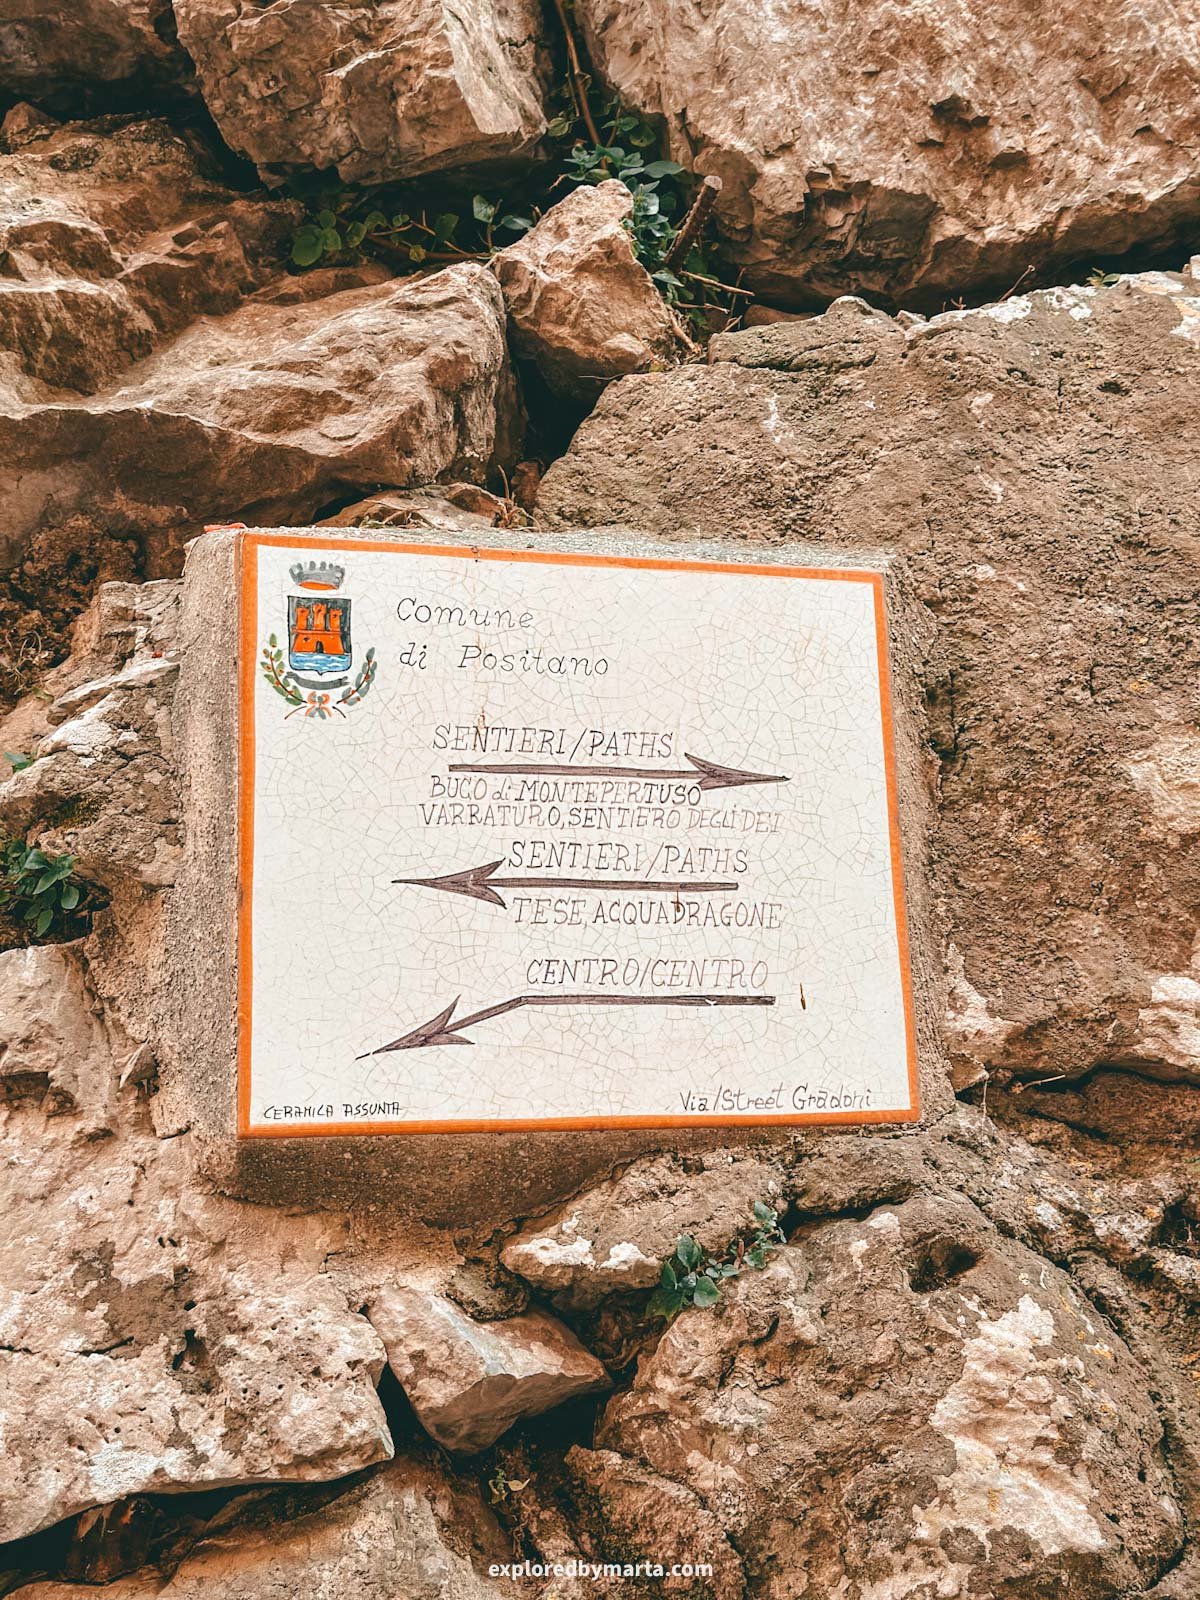 Comune
di Positano
SENTIERI/PATHS
BUCO di MONTEPERTUSO
VARRATURO, SENTIERO DEGLI DEI
SENTIERI/PATHS
TESE, ACQUADRAGONE
CENTRO/CENTRO
CERAMICA ASSUNTA
Via/Street Gradoni
exploredbymarta.com